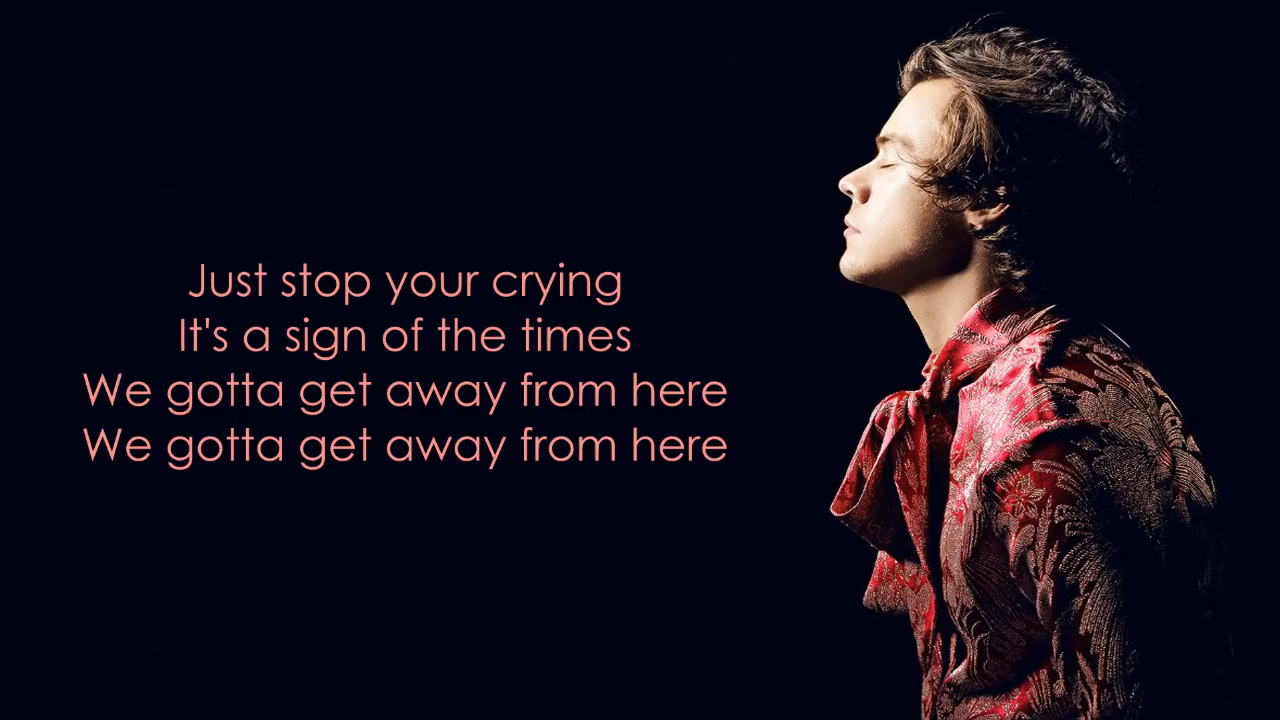 Just stop your crying
It's a sign of the times
We gotta get away from here
We gotta get away from here